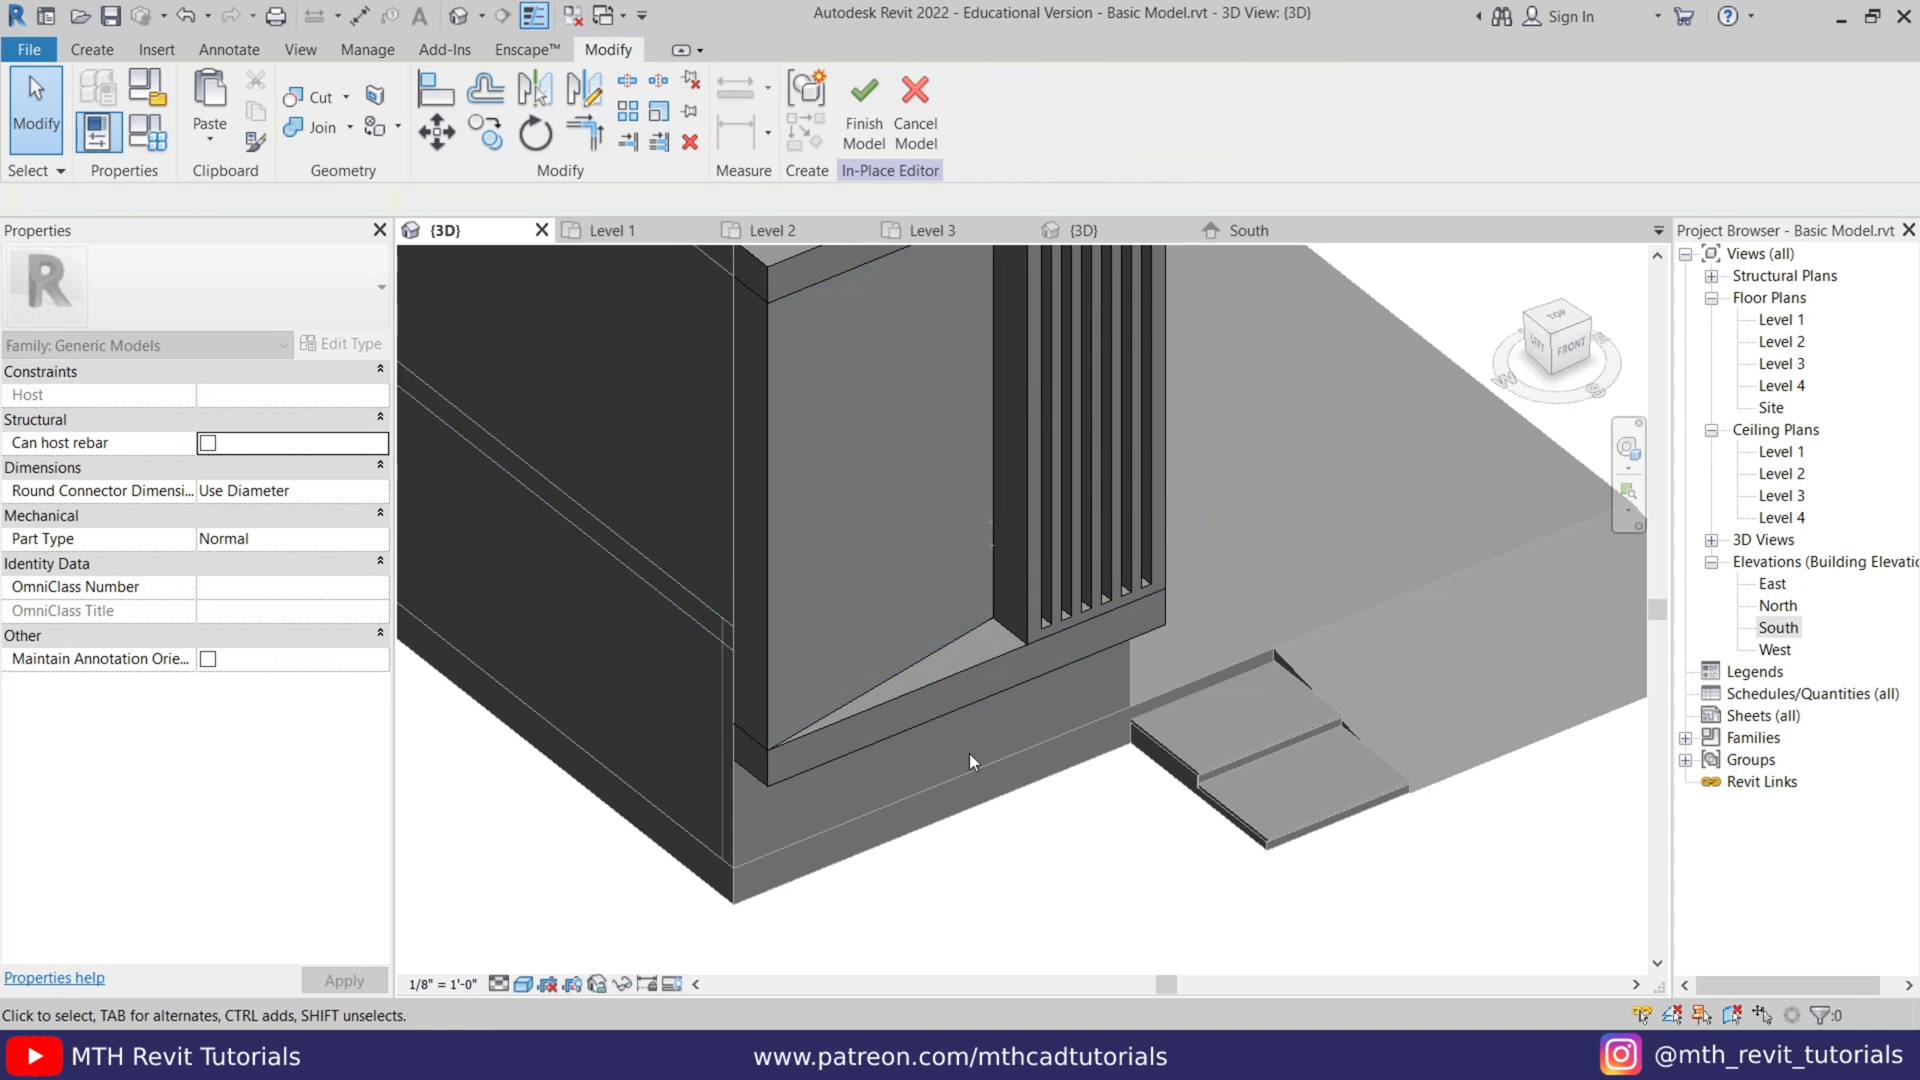 Autodesk Revit 2022 - Educational Version - Basic Model.rvt - 3D View: {3D}
Sign In
File Create Insert Annotate View Manage Add-Ins Enscape™ Modify
Modify
Paste
Cut
Join
Finish Model
Cancel Model
Select Properties Clipboard Geometry Modify Measure Create In-Place Editor
Properties
{3D} Level 1 Level 2 Level 3 {3D} South
Project Browser - Basic Model.rvt
Family: Generic Models
Edit Type
Constraints
Host
Structural
Can host rebar
Dimensions
Round Connector Dimensi... Use Diameter
Mechanical
Part Type Normal
Identity Data
OmniClass Number
OmniClass Title
Other
Maintain Annotation Orie...
Properties help
Apply
TOP
LEFT FRONT
W
S
Views (all)
Structural Plans
Floor Plans
Level 1
Level 2
Level 3
Level 4
Site
Ceiling Plans
Level 1
Level 2
Level 3
Level 4
3D Views
Elevations (Building Elevatio
East
North
South
West
Legends
Schedules/Quantities (all)
Sheets (all)
Families
Groups
Revit Links
1/8" = 1'-0"
Click to select, TAB for alternates, CTRL adds, SHIFT unselects.
:0
MTH Revit Tutorials
www.patreon.com/mthcadtutorials
@mth_revit_tutorials